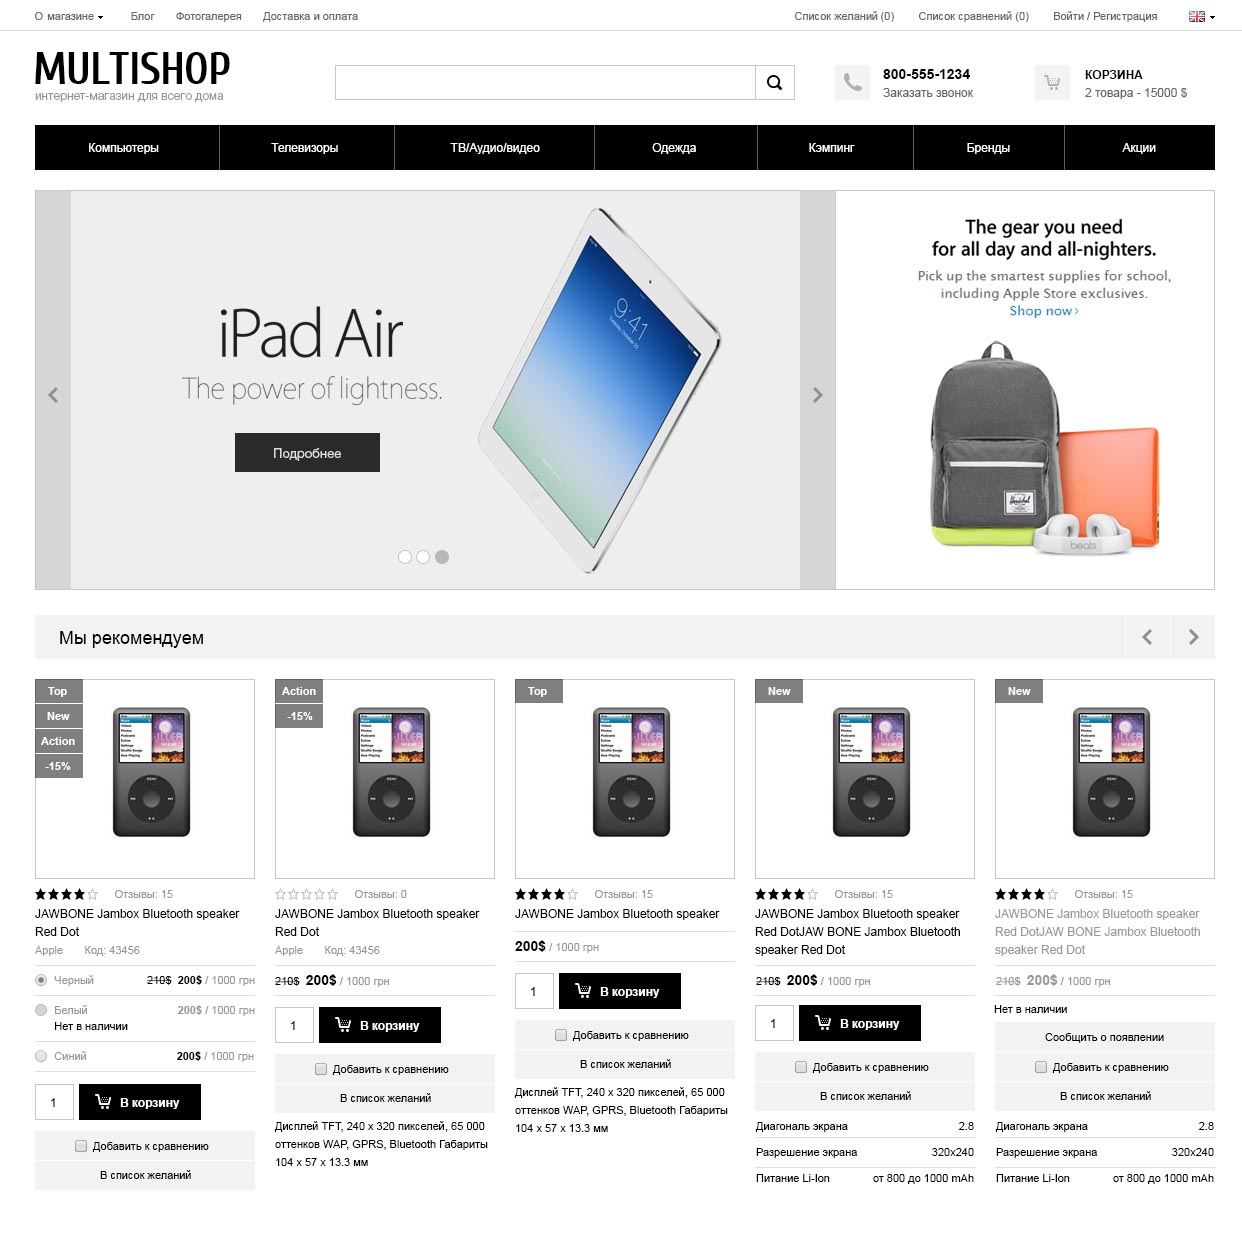 О магазине
Блог
Фотогалерея
Доставка и оплата
Список желаний (0)
Список сравнений (0)
Войти / Регистрация
MULTISHOP
интернет-магазин для всего дома
800-555-1234
Заказать звонок
КОРЗИНА
2 товара - 15000 $
Компьютеры
Телевизоры
ТВ/Аудио/видео
Одежда
Кэмпинг
Бренды
Акции
iPad Air
The power of lightness.
Подробнее
9:41
The gear you need
for all day and all-nighters.
Pick up the smartest supplies for school,
including Apple Store exclusives.
Shop now ›
Herschel
beats
Мы рекомендуем
Top
New
Action
-15%
Отзывы: 15
JAWBONE Jambox Bluetooth speaker
Red Dot
Apple Код: 43456
Черный 210$ 200$ / 1000 грн
Белый 200$ / 1000 грн
Нет в наличии
Синий 200$ / 1000 грн
1 В корзину
Добавить к сравнению
В список желаний
Action
-15%
Отзывы: 0
JAWBONE Jambox Bluetooth speaker
Red Dot
Apple Код: 43456
210$ 200$ / 1000 грн
1 В корзину
Добавить к сравнению
В список желаний
Дисплей TFT, 240 x 320 пикселей, 65 000
оттенков WAP, GPRS, Bluetooth Габариты
104 x 57 x 13.3 мм
Top
Отзывы: 15
JAWBONE Jambox Bluetooth speaker
200$ / 1000 грн
1 В корзину
Добавить к сравнению
В список желаний
Дисплей TFT, 240 x 320 пикселей, 65 000
оттенков WAP, GPRS, Bluetooth Габариты
104 x 57 x 13.3 мм
New
Отзывы: 15
JAWBONE Jambox Bluetooth speaker
Red DotJAW BONE Jambox Bluetooth
speaker Red Dot
210$ 200$ / 1000 грн
1 В корзину
Добавить к сравнению
В список желаний
Диагональ экрана 2.8
Разрешение экрана 320x240
Питание Li-Ion от 800 до 1000 mAh
New
Отзывы: 15
JAWBONE Jambox Bluetooth speaker
Red DotJAW BONE Jambox Bluetooth
speaker Red Dot
210$ 200$ / 1000 грн
Нет в наличии
Сообщить о появлении
Добавить к сравнению
В список желаний
Диагональ экрана 2.8
Разрешение экрана 320x240
Питание Li-Ion от 800 до 1000 mAh